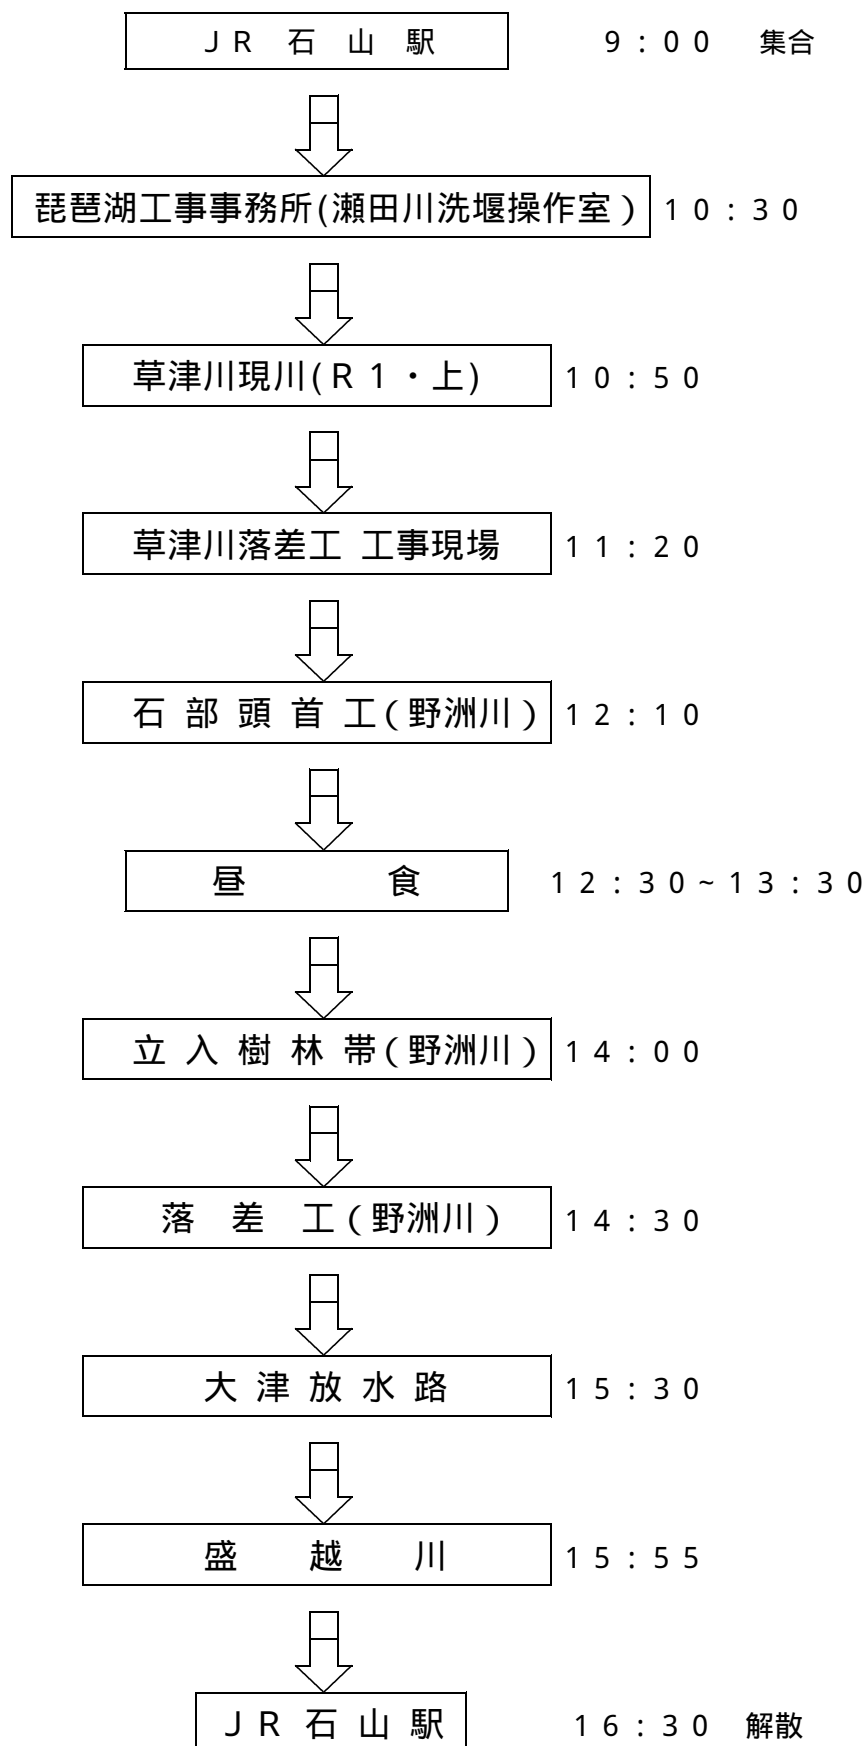 JR 石山駅 9:00 集合
琵琶湖工事事務所(瀬田川洗堰操作室) 10:30
草津川現川(R1・上) 10:50
草津川落差工 工事現場 11:20
石部頭首工(野洲川) 12:10
昼食 12:30~13:30
立入樹林帯(野洲川) 14:00
落差工(野洲川) 14:30
大津放水路 15:30
盛越川 15:55
JR石山駅 16:30 解散